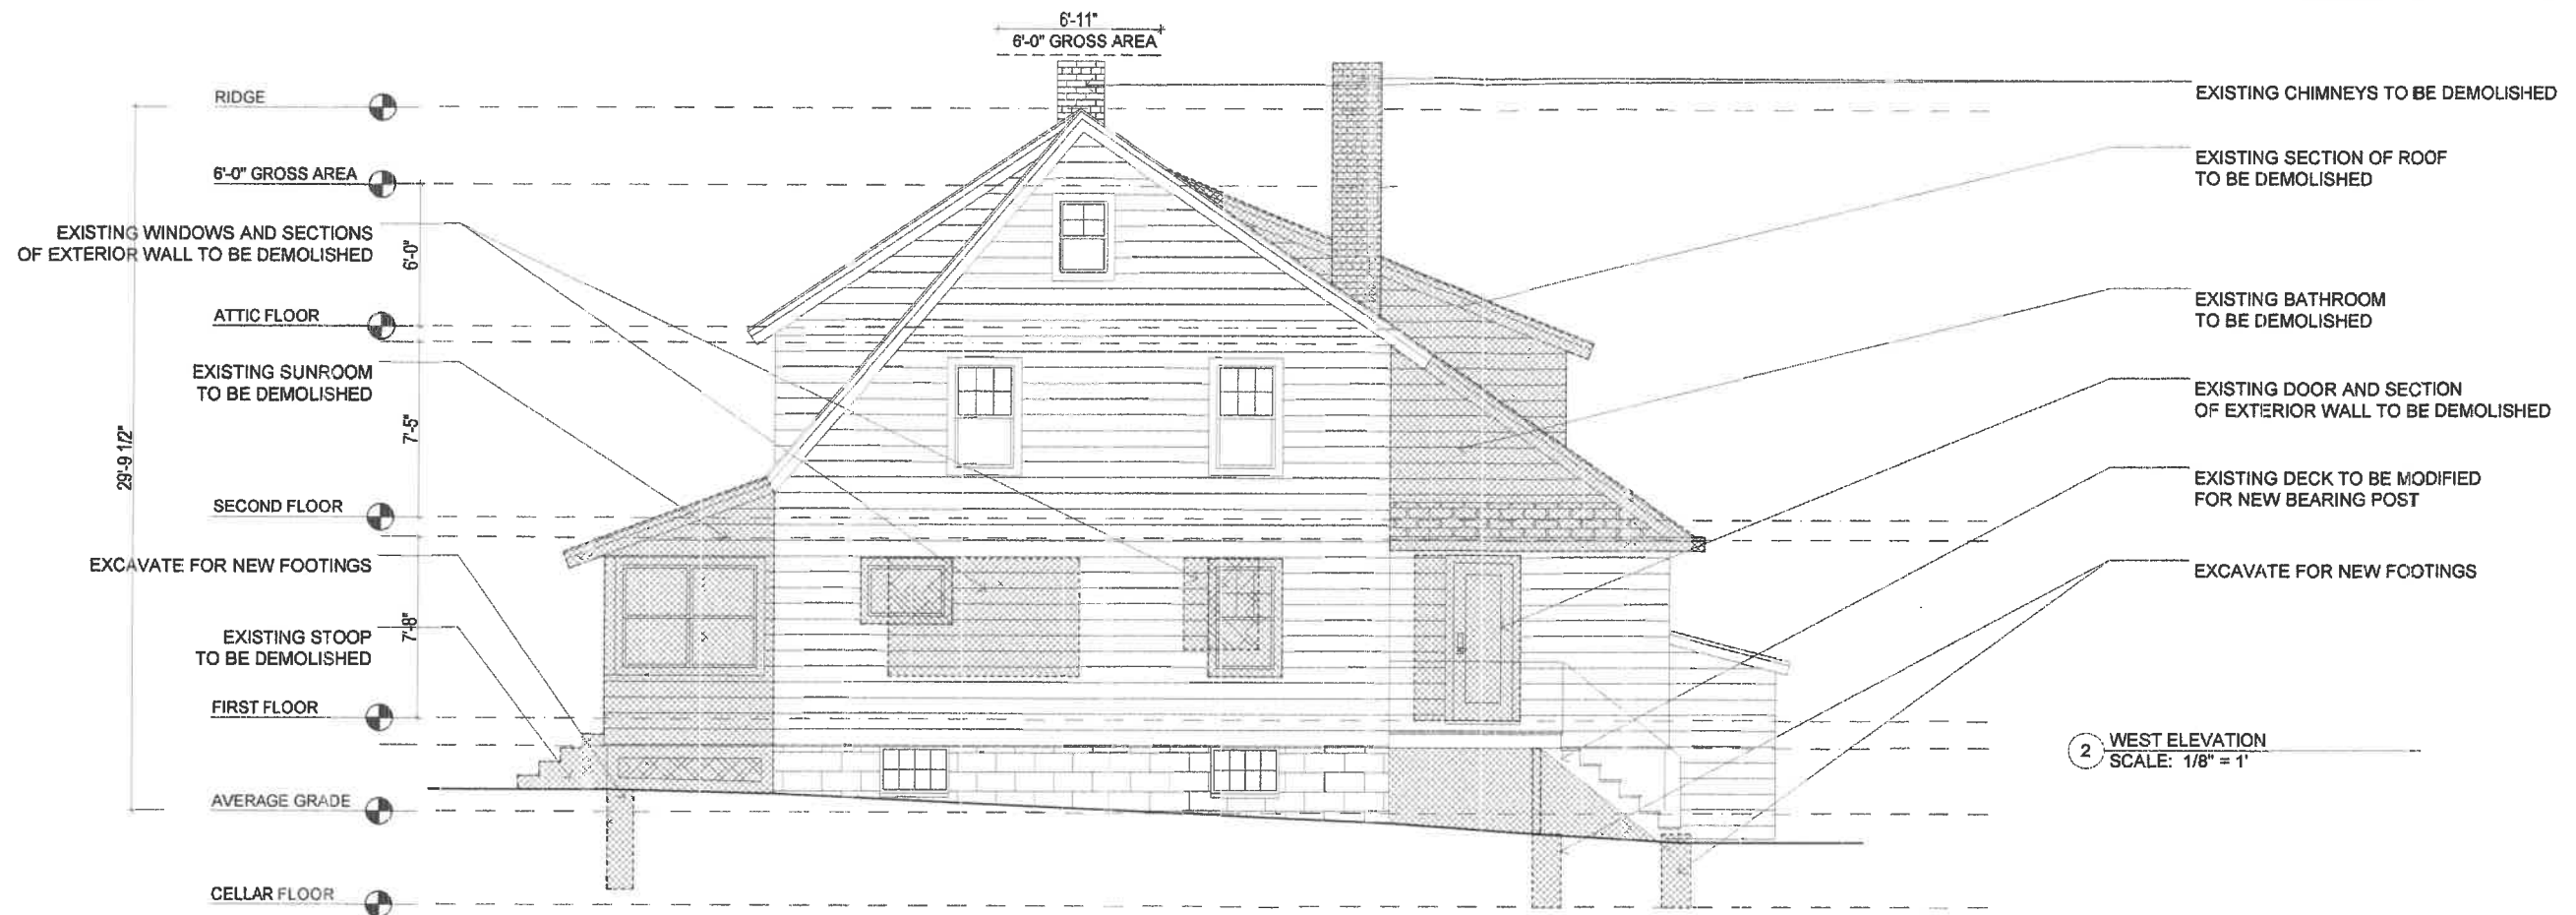 6'-11"
6'-0" GROSS AREA
RIDGE
6'-0" GROSS AREA
EXISTING WINDOWS AND SECTIONS
OF EXTERIOR WALL TO BE DEMOLISHED
6'-0"
ATTIC FLOOR
EXISTING SUNROOM
TO BE DEMOLISHED
7'-5"
29'-9 1/2"
SECOND FLOOR
EXCAVATE FOR NEW FOOTINGS
7'-8"
EXISTING STOOP
TO BE DEMOLISHED
FIRST FLOOR
AVERAGE GRADE
CELLAR FLOOR
EXISTING CHIMNEYS TO BE DEMOLISHED
EXISTING SECTION OF ROOF
TO BE DEMOLISHED
EXISTING BATHROOM
TO BE DEMOLISHED
EXISTING DOOR AND SECTION
OF EXTERIOR WALL TO BE DEMOLISHED
EXISTING DECK TO BE MODIFIED
FOR NEW BEARING POST
EXCAVATE FOR NEW FOOTINGS
2 WEST ELEVATION
SCALE: 1/8" = 1'